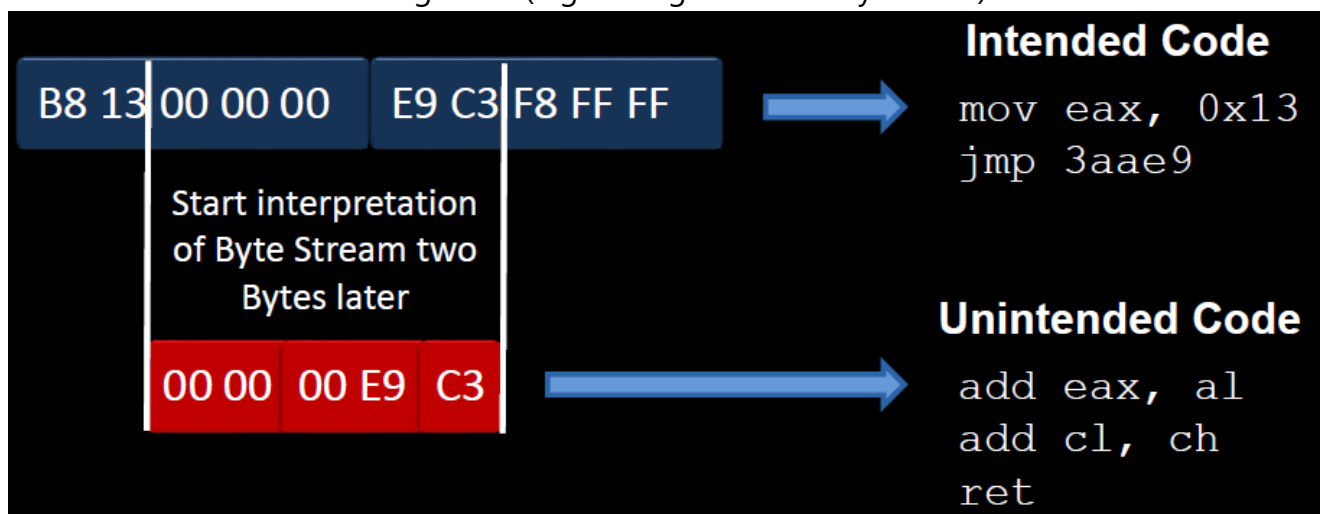 Intended Code
B8 13 00 00 00 E9 C3 F8 FF FF
mov eax, 0x13
jmp 3aae9
Start interpretation
of Byte Stream two
Bytes later
Unintended Code
00 00 00 E9 C3
add eax, al
add cl, ch
ret